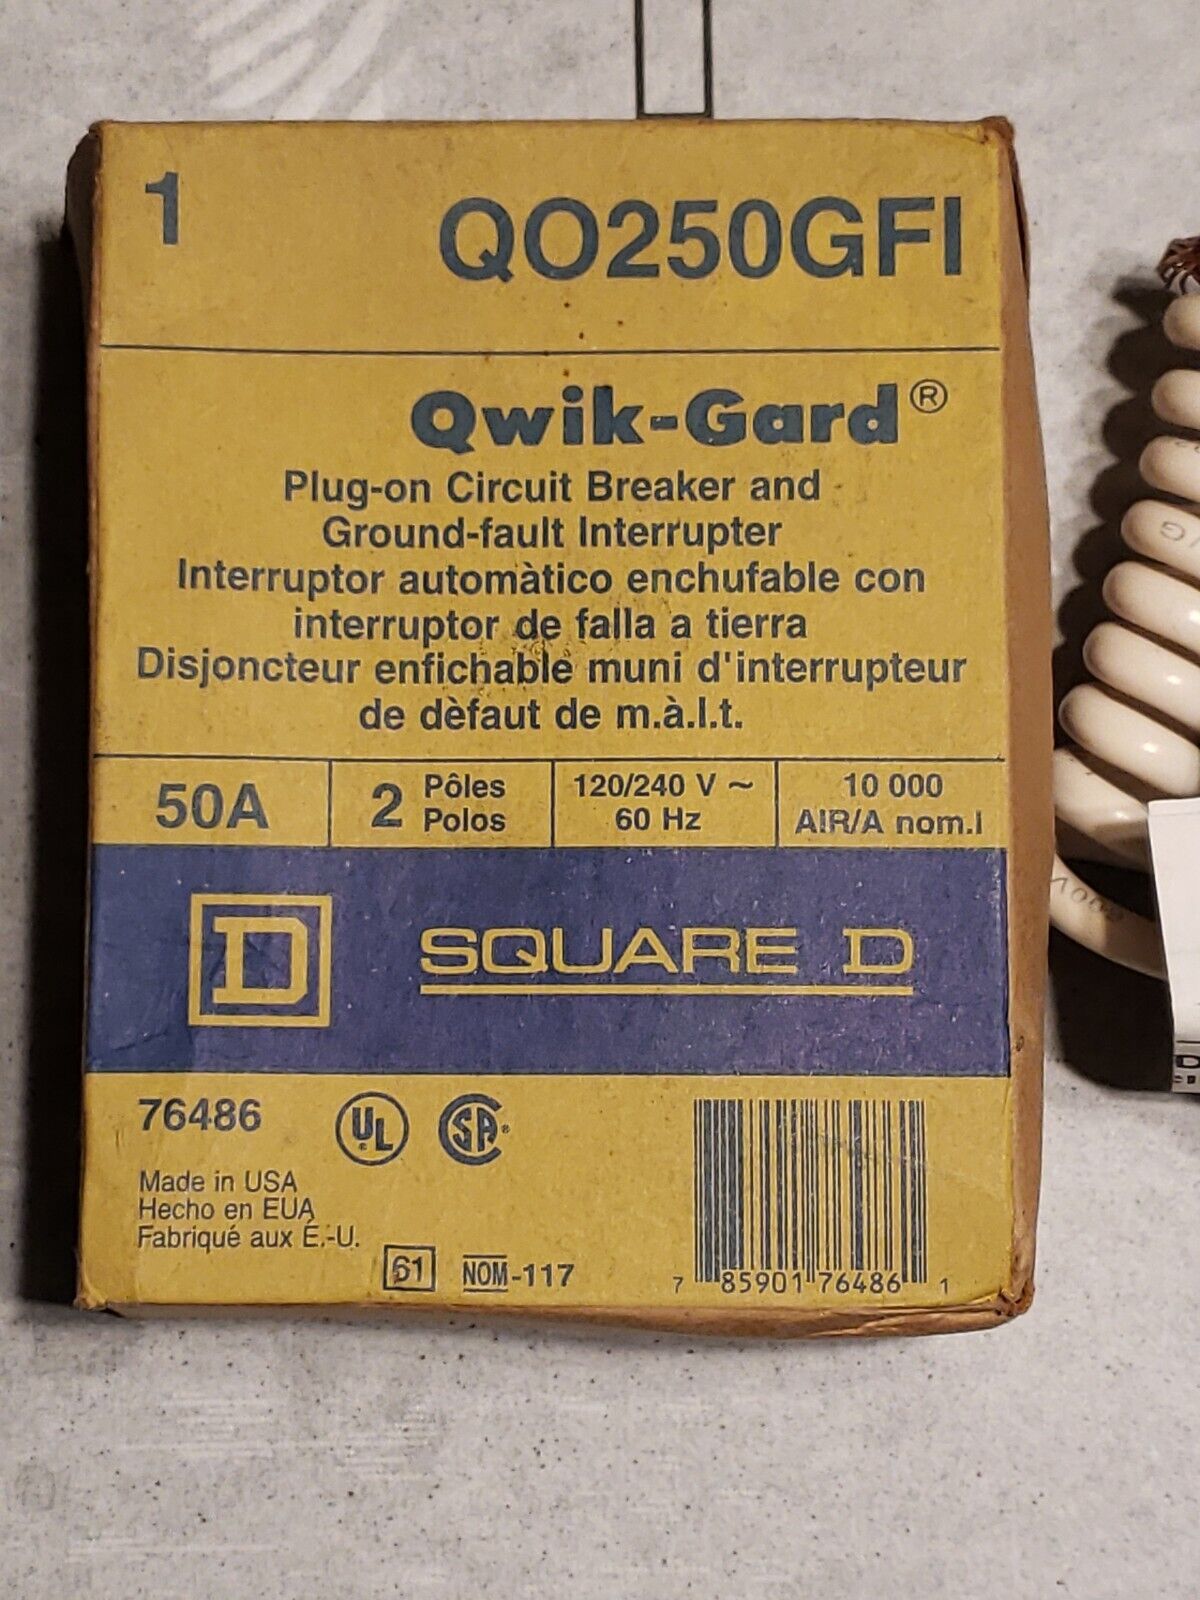 1
QO250GFI
Qwik-Gard®
Plug-on Circuit Breaker and
Ground-fault Interrupter
Interruptor automàtico enchufable con
interruptor de falla a tierra
Disjoncteur enfichable muni d'interrupteur
de dèfaut de m.à.l.t.
50A
2 Pôles
Polos
120/240 V ~
60 Hz
10 000
AIR/A nom.I
D
SQUARE D
76486
UL
SA
Made in USA
Hecho en EUA
Fabriqué aux É.-U.
61
NOM-117
7 85901 76486 1